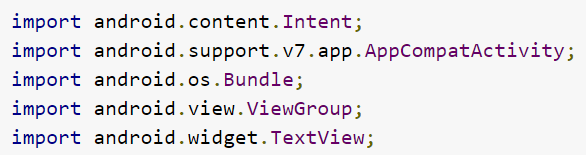 import android.content.Intent;
import android.support.v7.app.AppCompatActivity;
import android.os.Bundle;
import android.view.ViewGroup;
import android.widget.TextView;